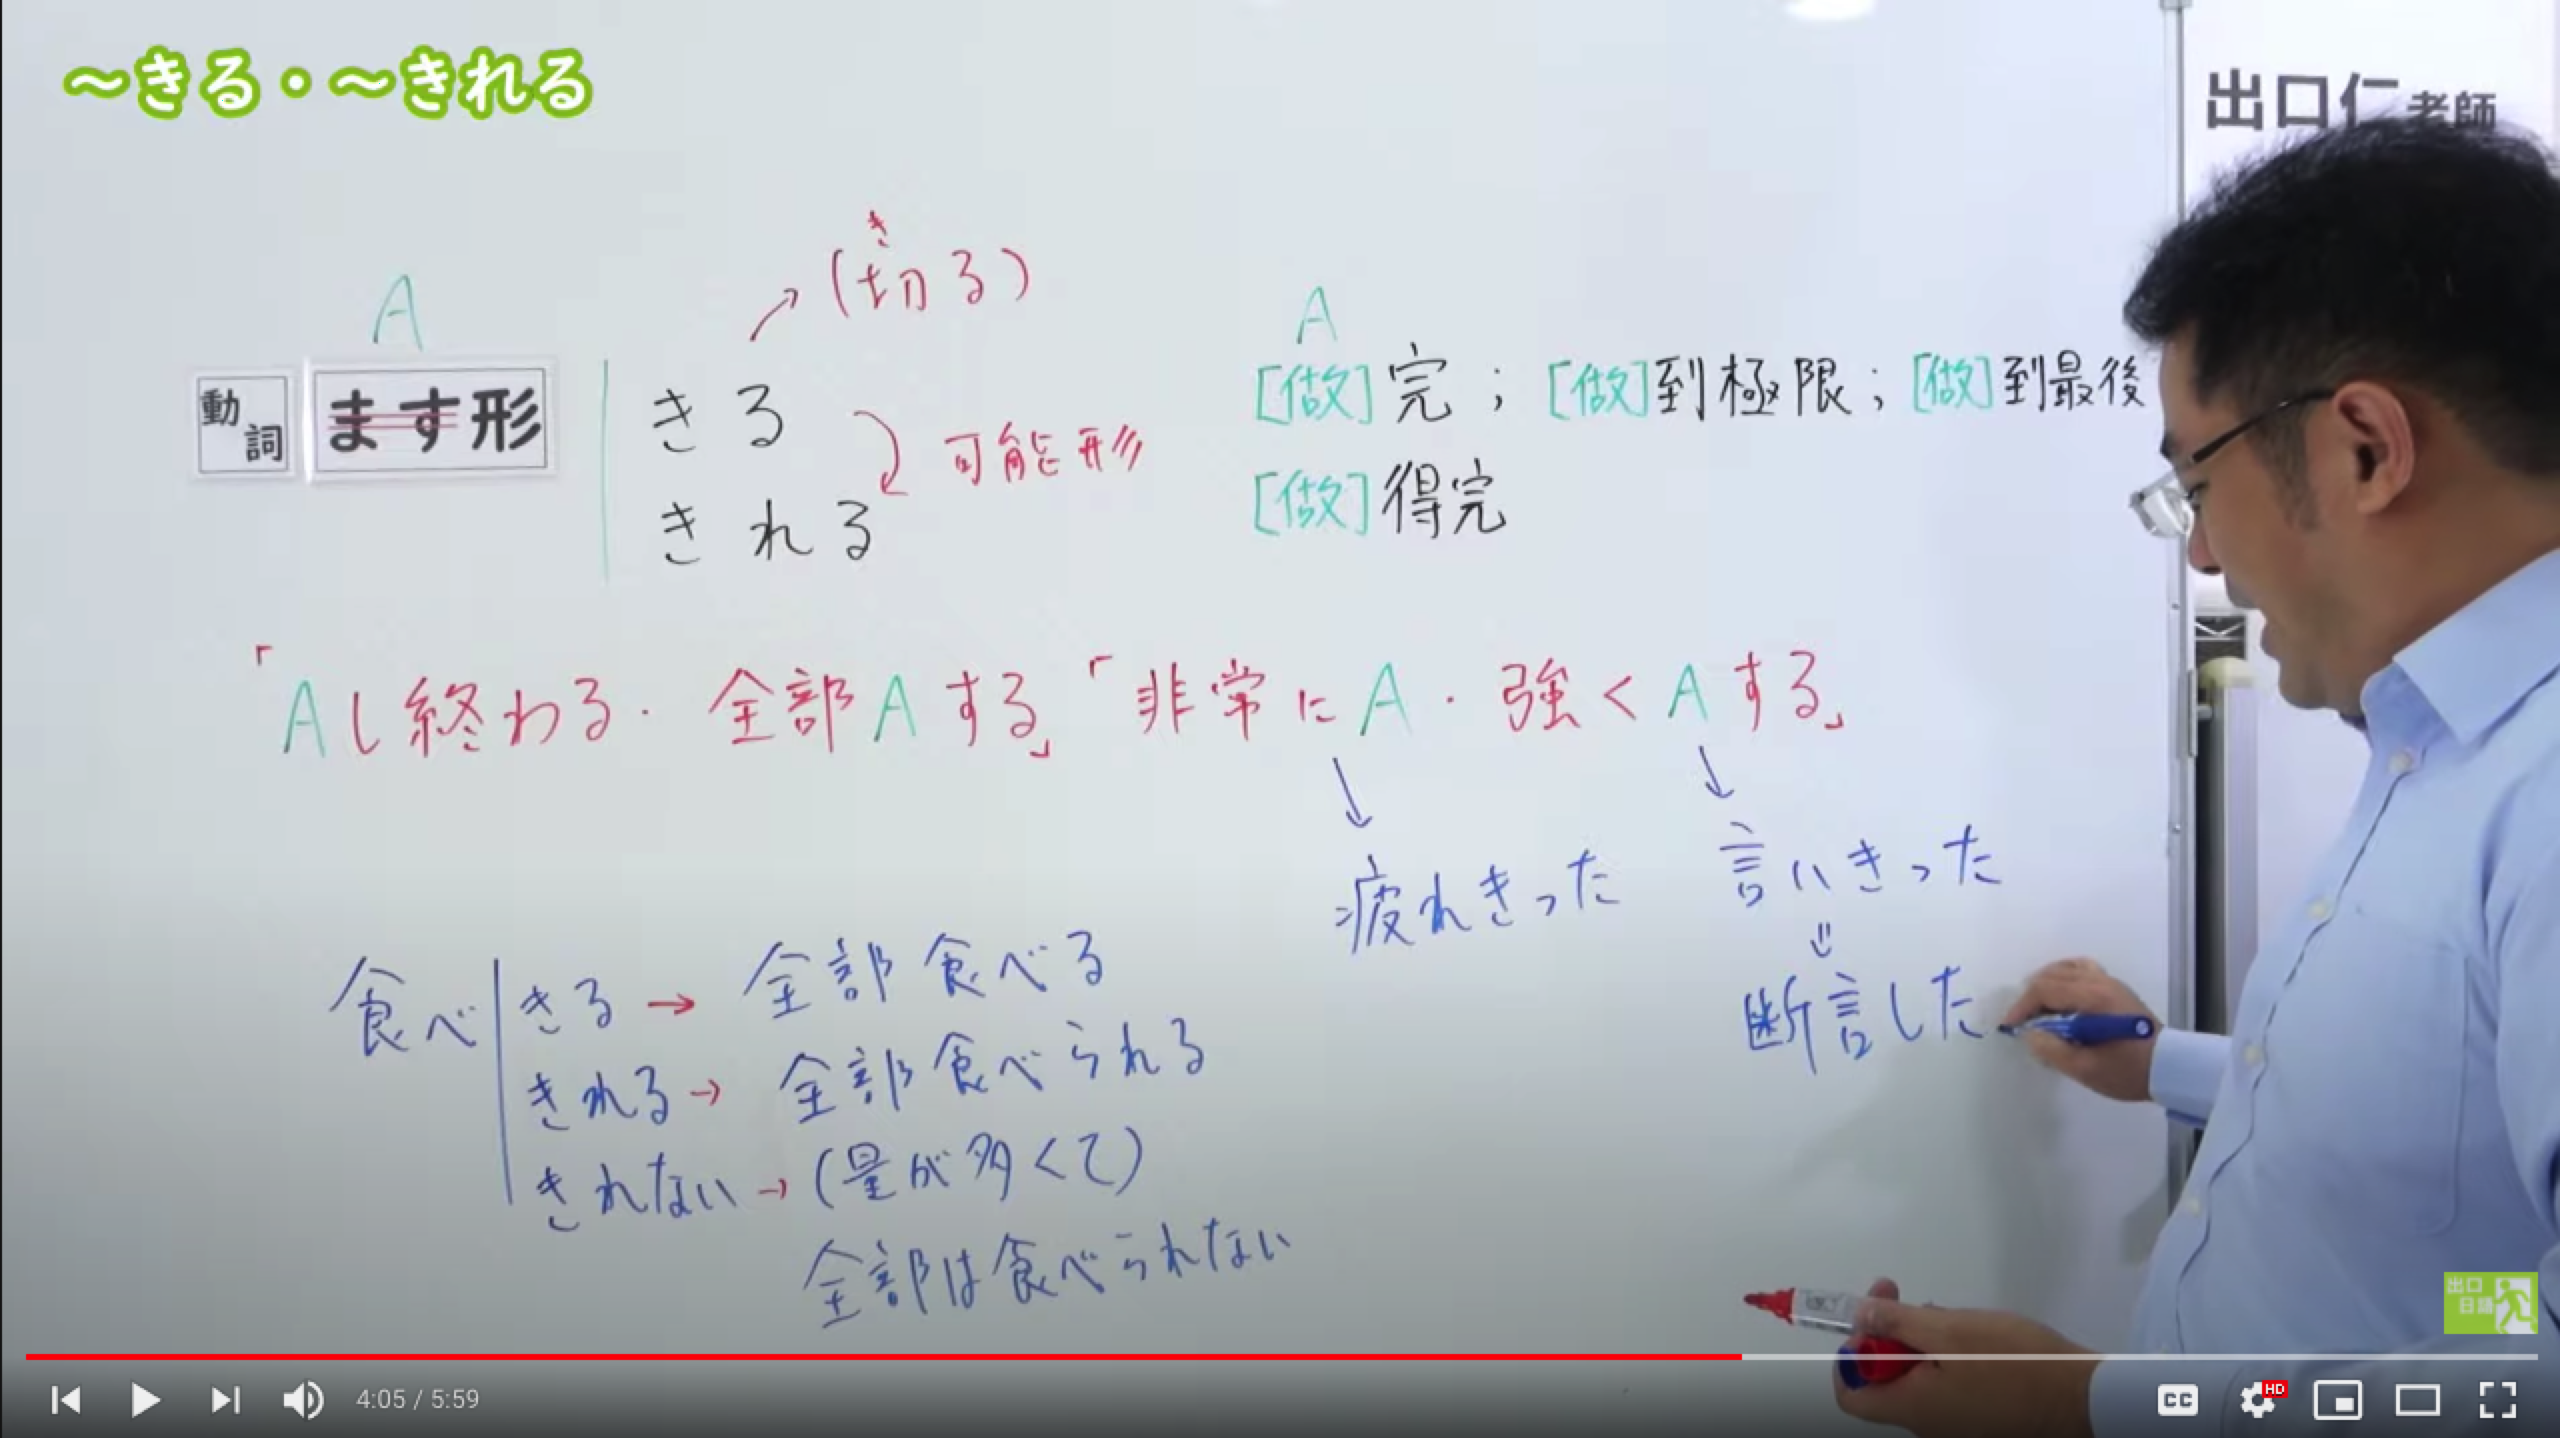 ～きる・～きれる
出口仁老師
き
A
(切る)
A
動詞 ます形
きる
可能形
[做]完；[做]到極限；[做]到最後
きれる
[做]得完
「Aし終わる・全部Aする」「非常にA・強くAする」
疲れきった
言いきった
断言した
食べ
きる→全部食べる
きれる→全部食べられる
きれない→(量が多くて)
全部は食べられない
出口
日語
4:05 / 5:59
CC
HD